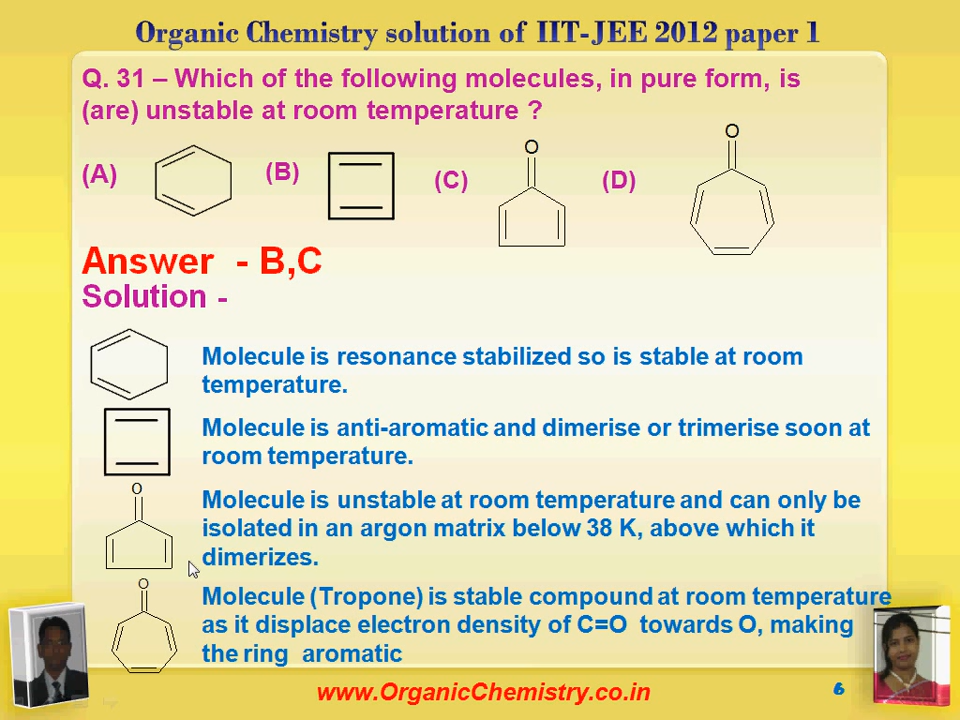 Organic Chemistry solution of IIT-JEE 2012 paper 1
Q. 31 – Which of the following molecules, in pure form, is
(are) unstable at room temperature ?
(A) (B) (C) O (D) O
Answer - B,C
Solution -
Molecule is resonance stabilized so is stable at room
temperature.
Molecule is anti-aromatic and dimerise or trimerise soon at
room temperature.
O
Molecule is unstable at room temperature and can only be
isolated in an argon matrix below 38 K, above which it
dimerizes.
O
Molecule (Tropone) is stable compound at room temperature
as it displace electron density of C=O towards O, making
the ring aromatic
www.OrganicChemistry.co.in 6